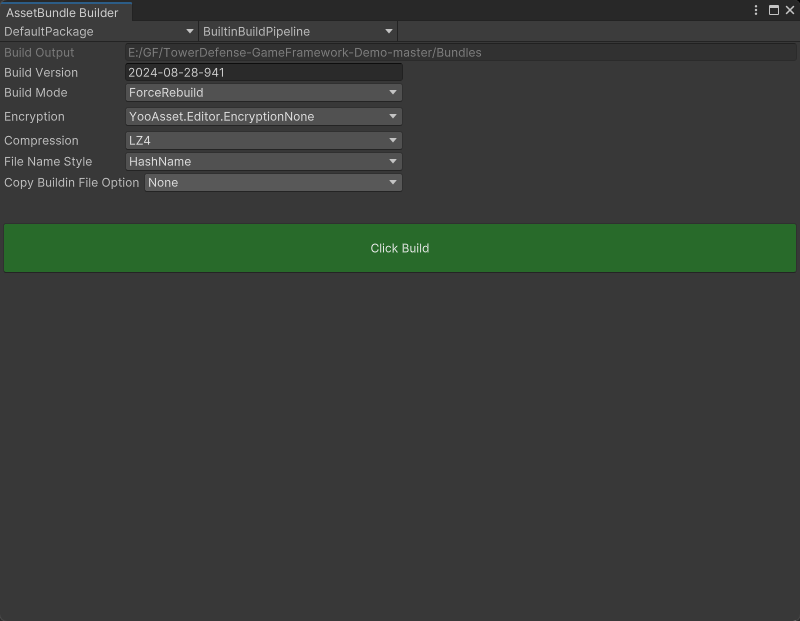 AssetBundle Builder
DefaultPackage BuiltinBuildPipeline
Build Output E:/GF/TowerDefense-GameFramework-Demo-master/Bundles
Build Version 2024-08-28-941
Build Mode ForceRebuild
Encryption YooAsset.Editor.EncryptionNone
Compression LZ4
File Name Style HashName
Copy Buildin File Option None
Click Build